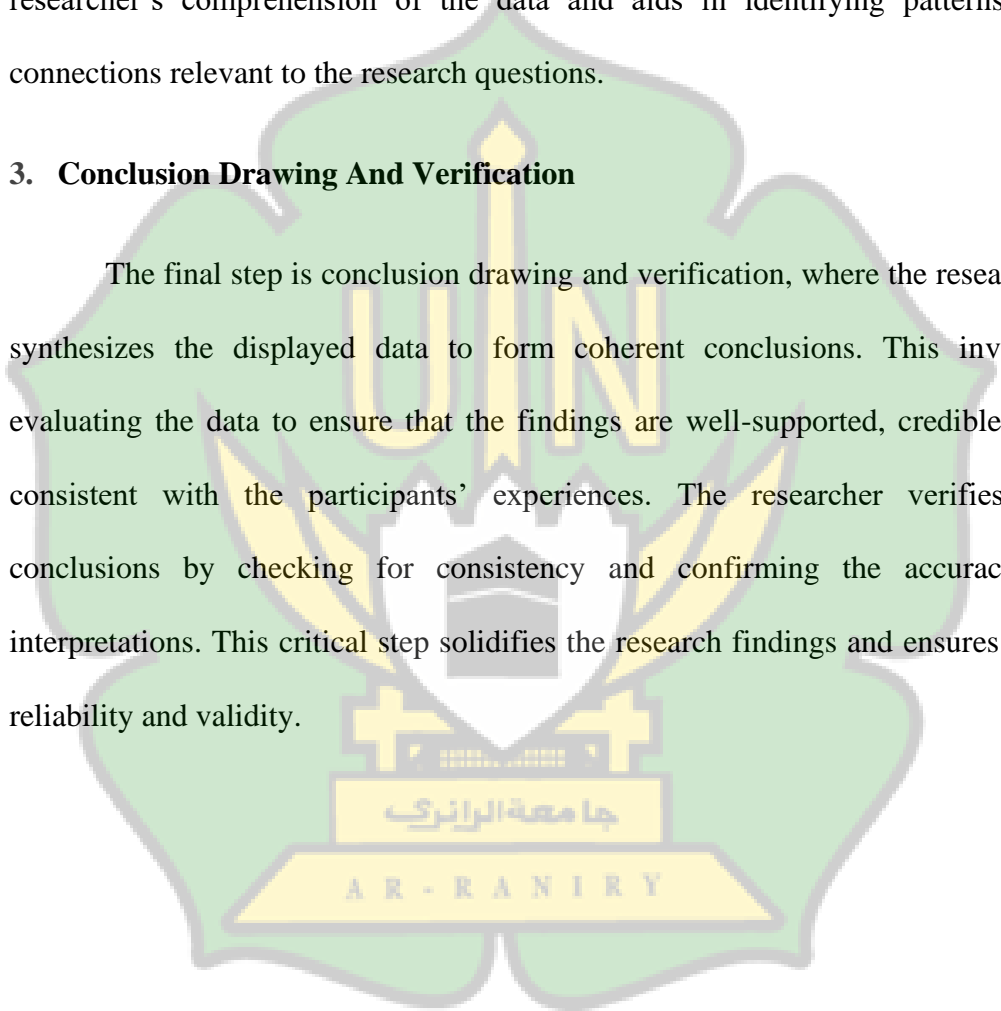 researcher's comprehension of the data and aids in identifying patterns
connections relevant to the research questions.
3. Conclusion Drawing And Verification
The final step is conclusion drawing and verification, where the resea
synthesizes the displayed data to form coherent conclusions. This inv
evaluating the data to ensure that the findings are well-supported, credible
consistent with the participants' experiences. The researcher verifies
conclusions by checking for consistency and confirming the accurac
interpretations. This critical step solidifies the research findings and ensures
reliability and validity.
UIN
جامعة الرانري
AR-RANIRY